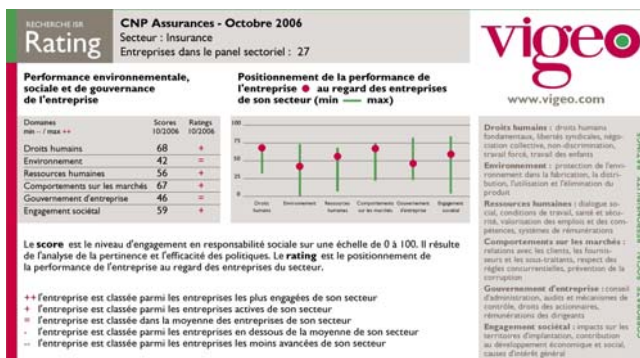 RECHERCHE ISR
Rating
CNP Assurances - Octobre 2006
Secteur : Insurance
Entreprises dans le panel sectoriel : 27
vigeo
www.vigeo.com
Performance environnementale,
sociale et de gouvernance
de l'entreprise
Domaines
min -- / max ++
Scores
10/2006
Ratings
10/2006
Droits humains 68 +
Environnement 42 =
Ressources humaines 56 +
Comportements sur les marchés 67 +
Gouvernement d'entreprise 46 =
Engagement sociétal 59 +
Positionnement de la performance de
l'entreprise au regard des entreprises
de son secteur (min max)
100
75
50
25
0
Droits humains
Environnement
Ressources humaines
Comportements sur les marchés
Gouvernement d'entreprise
Engagement sociétal
Le score est le niveau d'engagement en responsabilité sociale sur une échelle de 0 à 100. Il résulte
de l'analyse de la pertinence et l'efficacité des politiques. Le rating est le positionnement de
la performance de l'entreprise au regard des entreprises du secteur.
++ l'entreprise est classée parmi les entreprises les plus engagées de son secteur
+ l'entreprise est classée parmi les entreprises actives de son secteur
= l'entreprise est classée dans la moyenne des entreprises de son secteur
- l'entreprise est classée parmi les entreprises en dessous de la moyenne de son secteur
-- l'entreprise est classée parmi les entreprises les moins avancées de son secteur
Droits humains : droits humains
fondamentaux, libertés syndicales, négo-
ciation collective, non-discrimination,
travail forcé, travail des enfants
Environnement : protection de l'envi-
ronnement dans la fabrication, la distri-
bution, l'utilisation et l'élimination du
produit
Ressources humaines : dialogue so-
cial, conditions de travail, santé et sécu-
rité, valorisation des emplois et des com-
pétences, systèmes de rémunérations
Comportements sur les marchés :
relations avec les clients, les fournis-
seurs et les sous-traitants, respect des
règles concurrentielles, prévention de la
corruption
Gouvernement d'entreprise : conseil
d'administration, audits et mécanismes de
contrôle, droits des actionnaires,
rémunérations des dirigeants
Engagement sociétal : impacts sur les
territoires d'implantation, contribution
au développement économique et social,
causes d'intérêt général
CORPORATE SOCIAL RESPONSIBILITY RATING